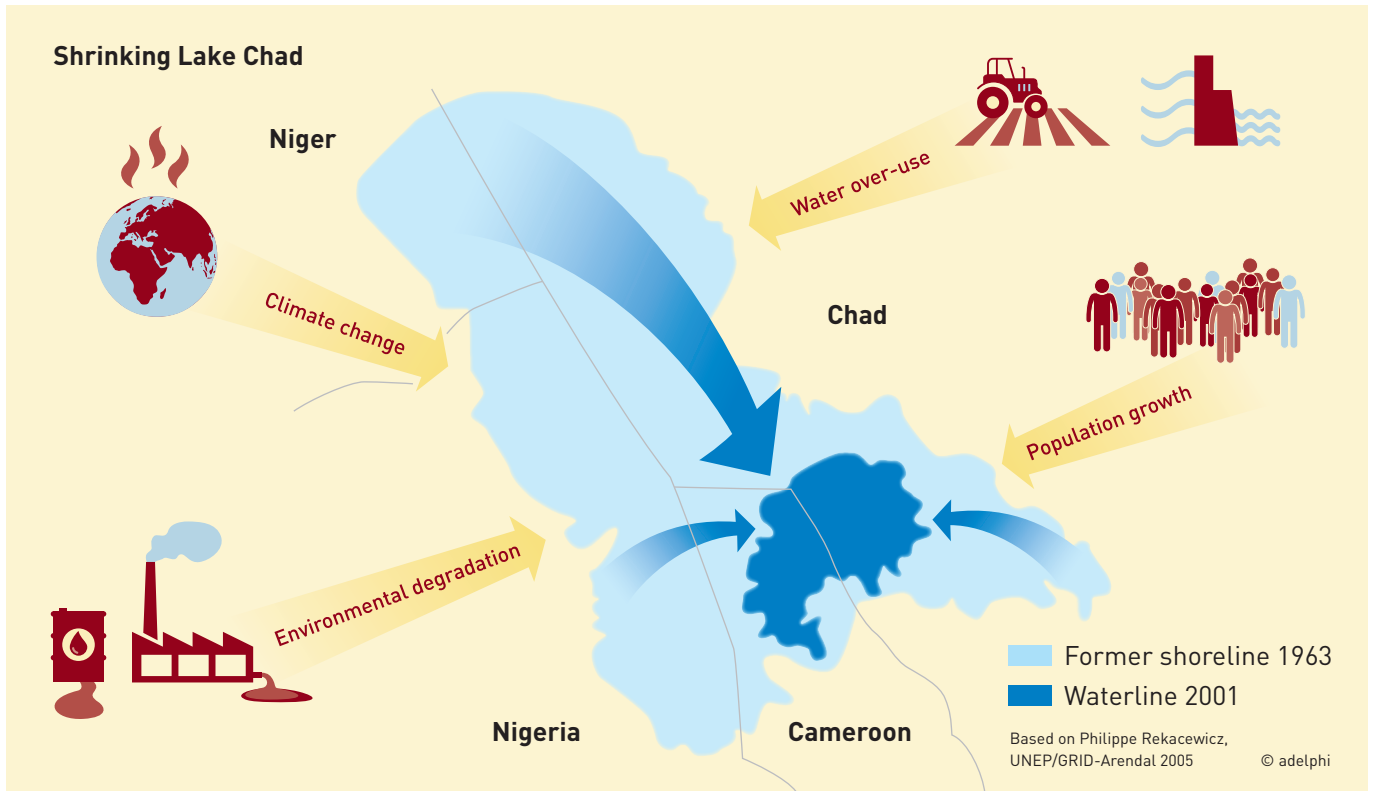 Shrinking Lake Chad
Niger
Water over-use
Climate change
Chad
Population growth
Environmental degradation
Nigeria
Cameroon
Former shoreline 1963
Waterline 2001
Based on Philippe Rekacewicz,
UNEP/GRID-Arendal 2005
© adelphi